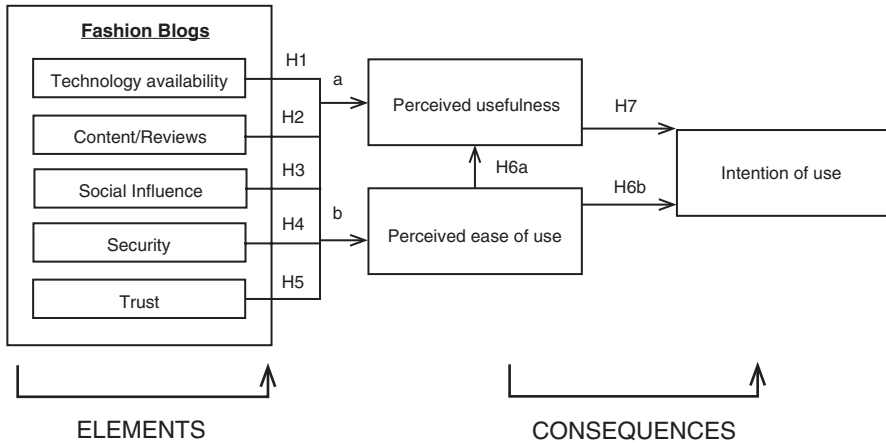 Fashion Blogs
Technology availability
Content/Reviews
Social Influence
Security
Trust
H1
H2
H3
H4
H5
a
b
Perceived usefulness
H6a
Perceived ease of use
H7
H6b
Intention of use
ELEMENTS
CONSEQUENCES